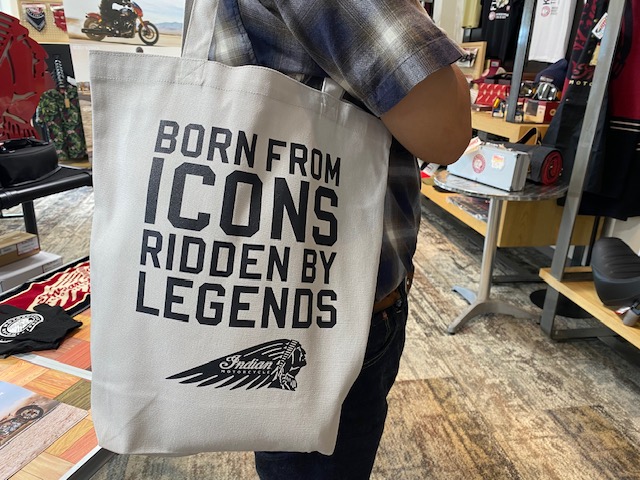 BORN FROM
ICONS
RIDDEN BY
LEGENDS
Indian
MOTORCYCLE